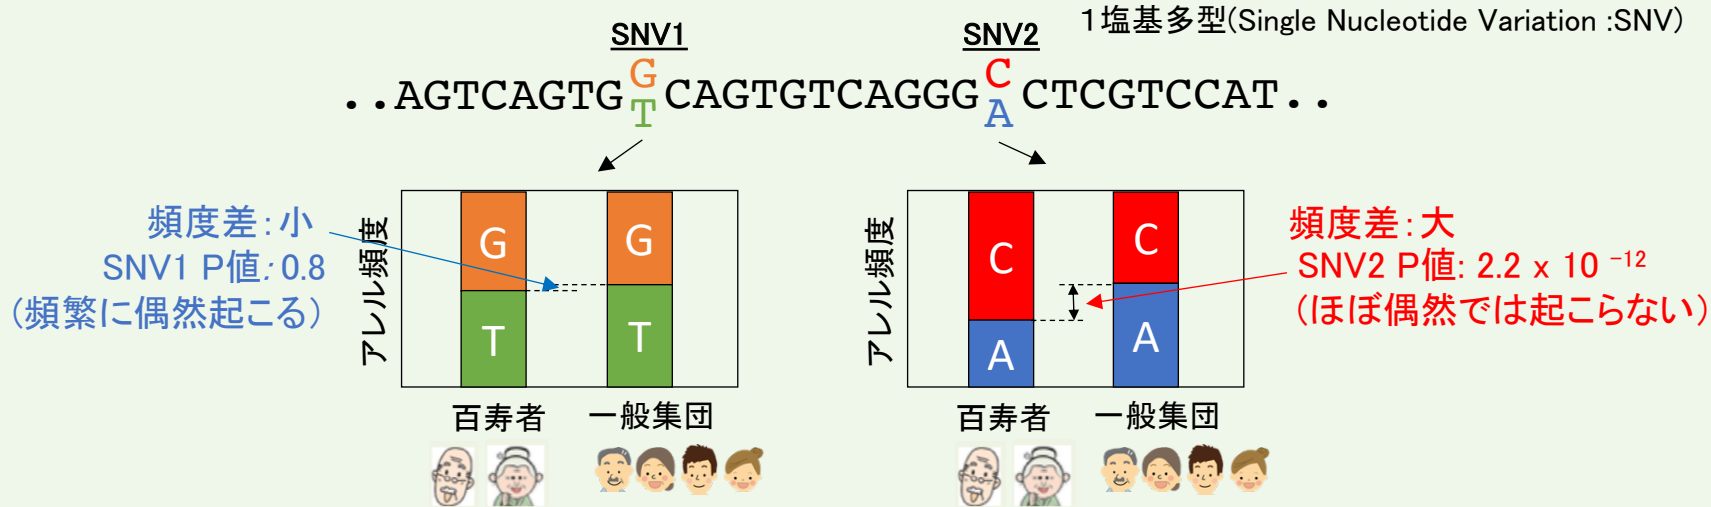 1塩基多型(Single Nucleotide Variation :SNV)
SNV1
SNV2
G
C
..AGTCAGTG CAGTGTCAGGG CTCGTCCAT..
T
A
頻度差:小
SNV1 P値:0.8
(頻繁に偶然起こる)
アレル頻度
G
G
T
T
百寿者
一般集団
アレル頻度
C
C
A
A
百寿者
一般集団
頻度差:大
SNV2 P値: 2.2 x 10 −12
(ほぼ偶然では起こらない)